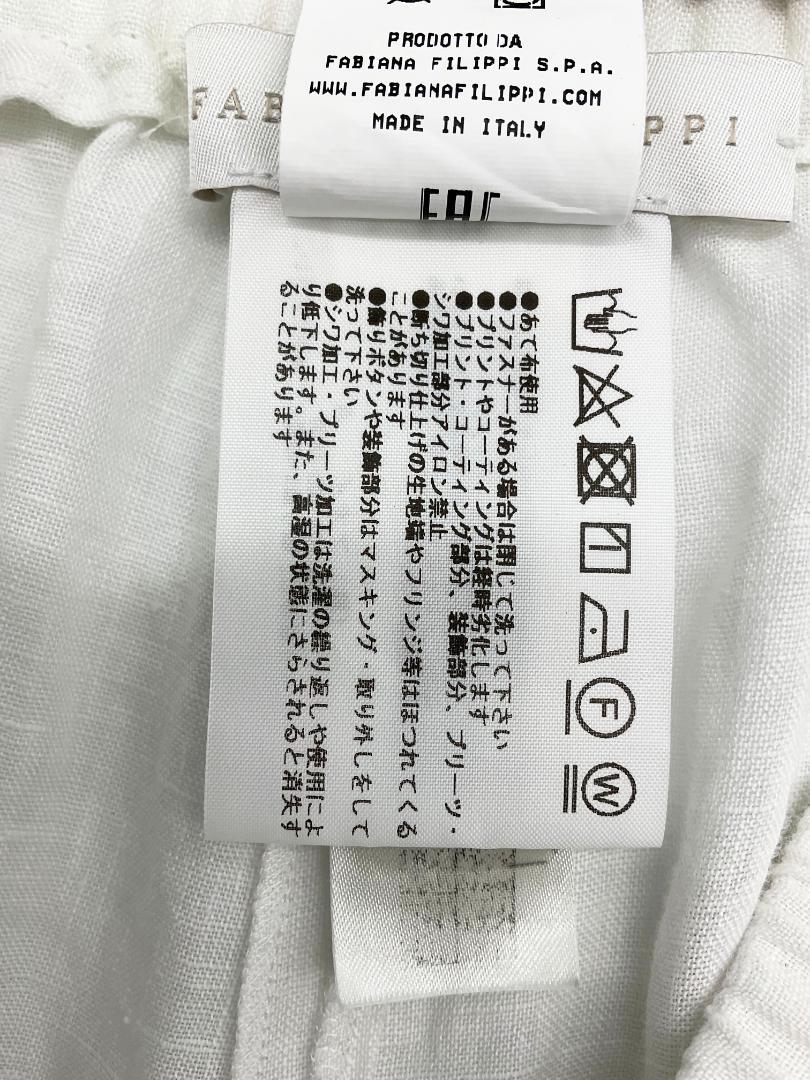 PRODOTTO DA
FABIANA FILIPPI S.P.A.
WWW.FABIANAFILIPPI.COM
MADE IN ITALY
FAB
PPI
EAC
●あて布使用
●ファスナーがある場合は閉じて洗って下さい
●プリントやコーティングは経時劣化します
●プリント・コーティング部分、装飾部分、プリーツ・
シワ加工部分アイロン禁止
●断ち切り仕上げの生地端やフリンジ等はほつれてくる
ことがあります
●飾りボタンや装飾部分はマスキング・取り外しをして
洗って下さい
●シワ加工・プリーツ加工は洗濯の繰り返しや使用によ
り低下します。また、高湿の状態にさらされると消失す
ることがあります
F
W